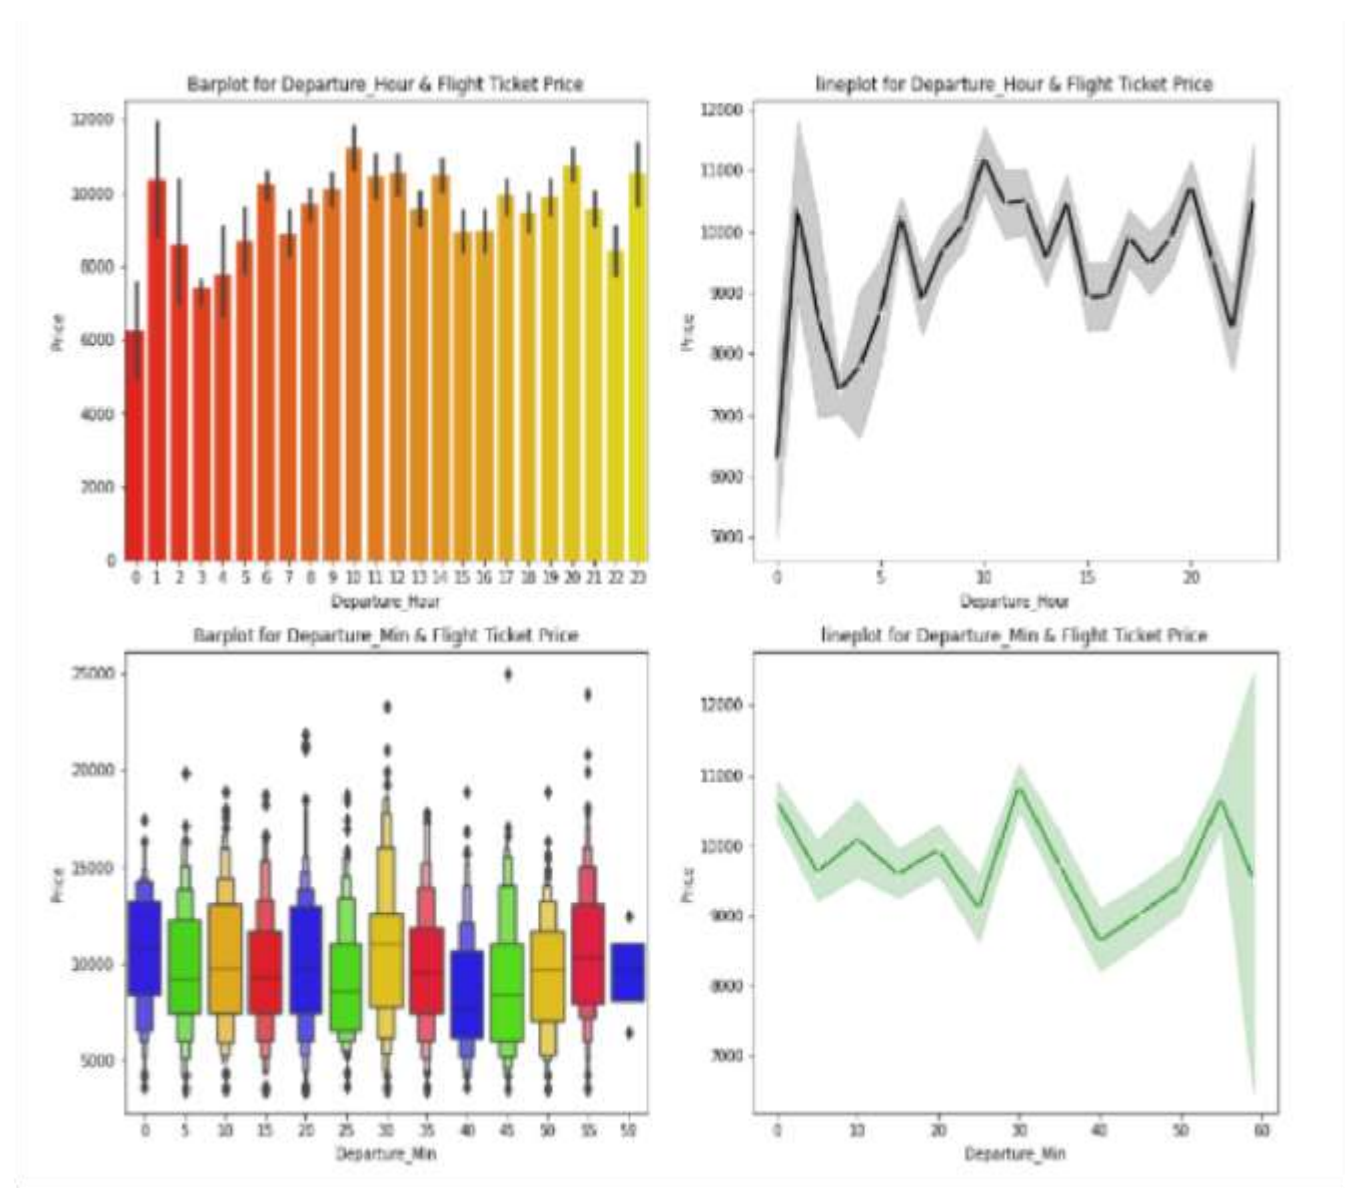 Barplot for Departure_Hour & Flight Ticket Price
12000
10000
8000
6000
4000
2000
0
Price
0 1 2 3 4 5 6 7 8 9 10 11 12 13 14 15 16 17 18 19 20 21 22 23
Departure_Hour
lineplot for Departure_Hour & Flight Ticket Price
12000
11000
10000
9000
8000
7000
6000
5000
Price
0 5 10 15 20
Departure_Hour
Barplot for Departure_Min & Flight Ticket Price
25000
20000
15000
10000
5000
Price
0 5 10 15 20 25 30 35 40 45 50 55 59
Departure_Min
lineplot for Departure_Min & Flight Ticket Price
12000
11000
10000
9000
8000
7000
Price
0 10 20 30 40 50 60
Departure_Min